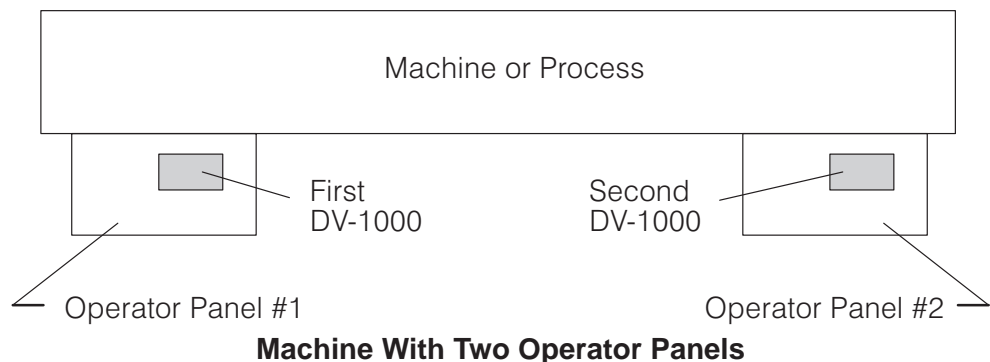 Machine or Process
First
DV-1000
Second
DV-1000
Operator Panel #1
Operator Panel #2
Machine With Two Operator Panels